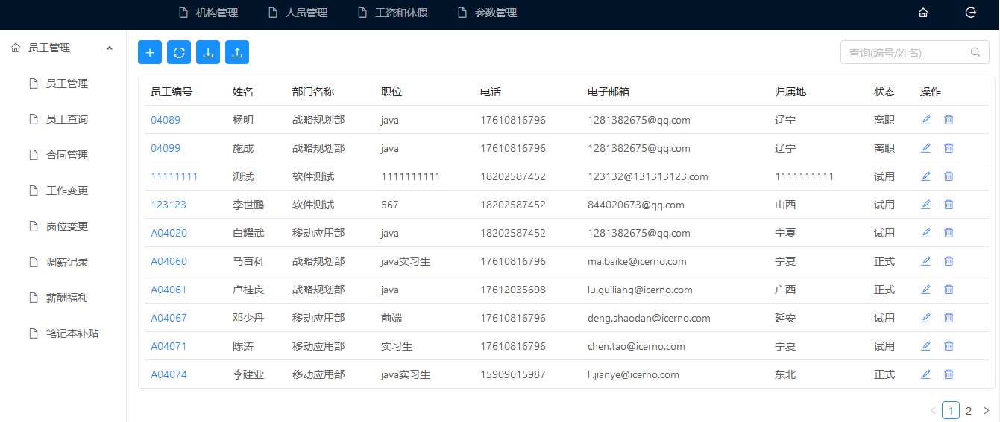 机构管理 人员管理 工资和休假 参数管理
员工管理
员工管理
员工查询
合同管理
工作变更
岗位变更
调薪记录
薪酬福利
笔记本补贴
查询(编号/姓名)
员工编号 姓名 部门名称 职位 电话 电子邮箱 归属地 状态 操作
04089 杨明 战略规划部 java 17610816796 1281382675@qq.com 辽宁 离职
04099 施成 战略规划部 java 17610816796 1281382675@qq.com 辽宁 离职
11111111 测试 软件测试 1111111111 18202587452 123132@131313123.com 1111111111 试用
123123 李世鹏 软件测试 567 18202587452 844020673@qq.com 山西 试用
A04020 白耀武 移动应用部 java 18202587452 1281382675@qq.com 宁夏 试用
A04060 马百科 战略规划部 java实习生 17610816796 ma.baike@icerno.com 宁夏 正式
A04061 卢桂良 战略规划部 java 17612035698 lu.guiliang@icerno.com 广西 正式
A04067 邓少丹 移动应用部 前端 17610816796 deng.shaodan@icerno.com 延安 试用
A04071 陈涛 移动应用部 实习生 17610816796 chen.tao@icerno.com 宁夏 试用
A04074 李建业 移动应用部 java实习生 15909615987 li.jianye@icerno.com 东北 正式
1 2